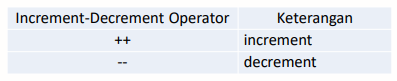 Increment-Decrement Operator Keterangan
++ increment
-- decrement